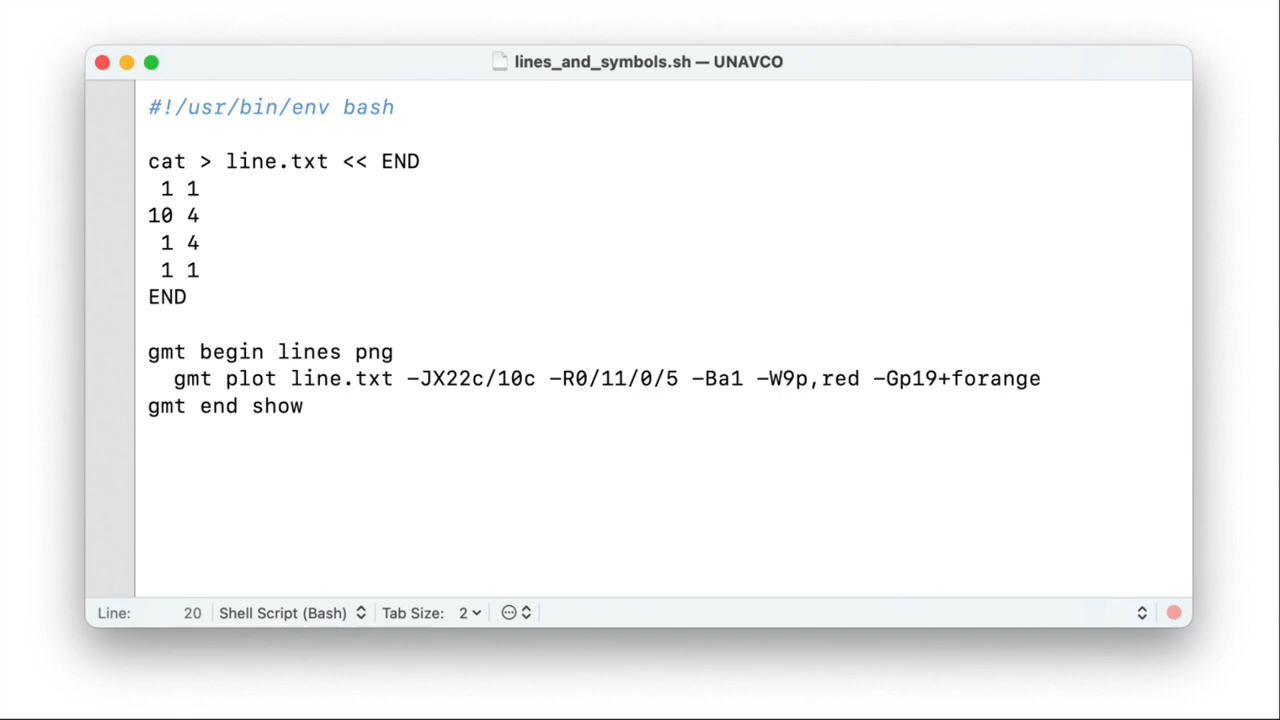 lines_and_symbols.sh — UNAVCO
#!/usr/bin/env bash
cat > line.txt << END
 1 1
10 4
 1 4
 1 1
END
gmt begin lines png
  gmt plot line.txt -JX22c/10c -R0/11/0/5 -Ba1 -W9p,red -Gp19+forange
gmt end show
Line: 20 Shell Script (Bash) Tab Size: 2